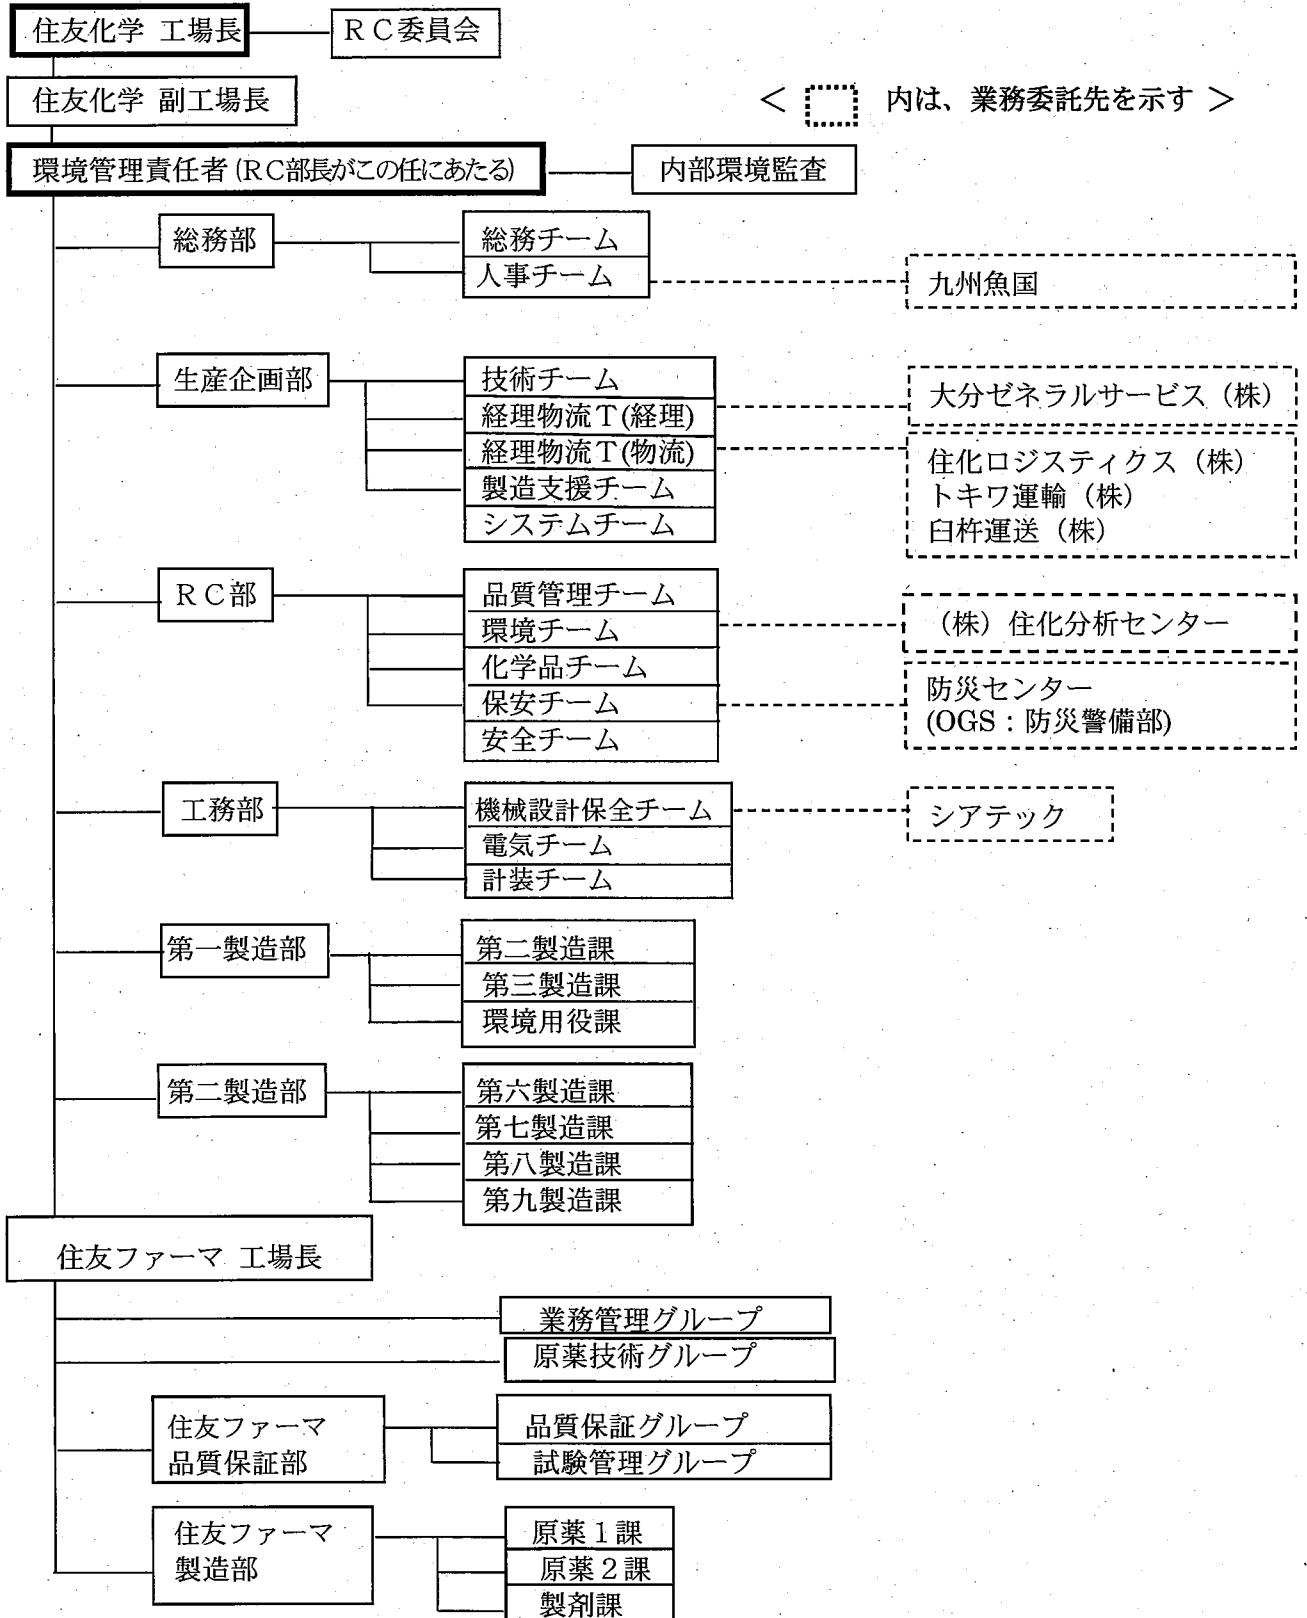 住友化学 工場長
RC委員会
住友化学 副工場長
< 内は、業務委託先を示す >
環境管理責任者(RC部長がこの任にあたる)
内部環境監査
総務部
総務チーム
人事チーム
九州魚国
生産企画部
技術チーム
経理物流T(経理)
経理物流T(物流)
製造支援チーム
システムチーム
大分ゼネラルサービス(株)
住化ロジスティクス(株)
トキワ運輸(株)
臼杵運送(株)
RC部
品質管理チーム
環境チーム
化学品チーム
保安チーム
安全チーム
(株)住化分析センター
防災センター
(OGS:防災警備部)
工務部
機械設計保全チーム
電気チーム
計装チーム
シアテック
第一製造部
第二製造課
第三製造課
環境用役課
第二製造部
第六製造課
第七製造課
第八製造課
第九製造課
住友ファーマ 工場長
業務管理グループ
原薬技術グループ
住友ファーマ
品質保証部
品質保証グループ
試験管理グループ
住友ファーマ
製造部
原薬1課
原薬2課
製剤課